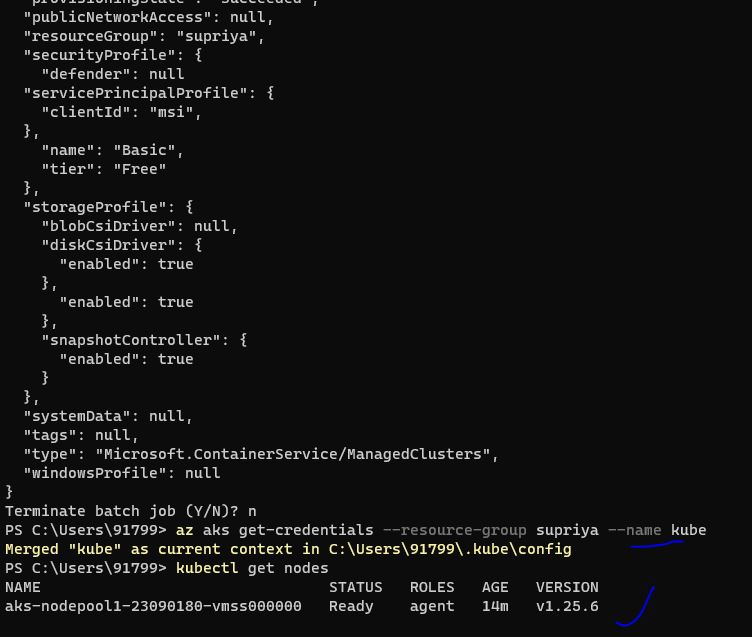 "provisioningState": "Succeeded",
"publicNetworkAccess": null,
"resourceGroup": "supriya",
"securityProfile": {
"defender": null
"servicePrincipalProfile": {
"clientId": "msi",
},
"name": "Basic",
"tier": "Free"
},
"storageProfile": {
"blobCsiDriver": null,
"diskCsiDriver": {
"enabled": true
},
"enabled": true
},
"snapshotController": {
"enabled": true
}
},
"systemData": null,
"tags": null,
"type": "Microsoft.ContainerService/ManagedClusters",
"windowsProfile": null
}
Terminate batch job (Y/N)? n
PS C:\Users\91799> az aks get-credentials --resource-group supriya --name kube
Merged "kube" as current context in C:\Users\91799\.kube\config
PS C:\Users\91799> kubectl get nodes
NAME STATUS ROLES AGE VERSION
aks-nodepool1-23090180-vmss000000 Ready agent 14m v1.25.6